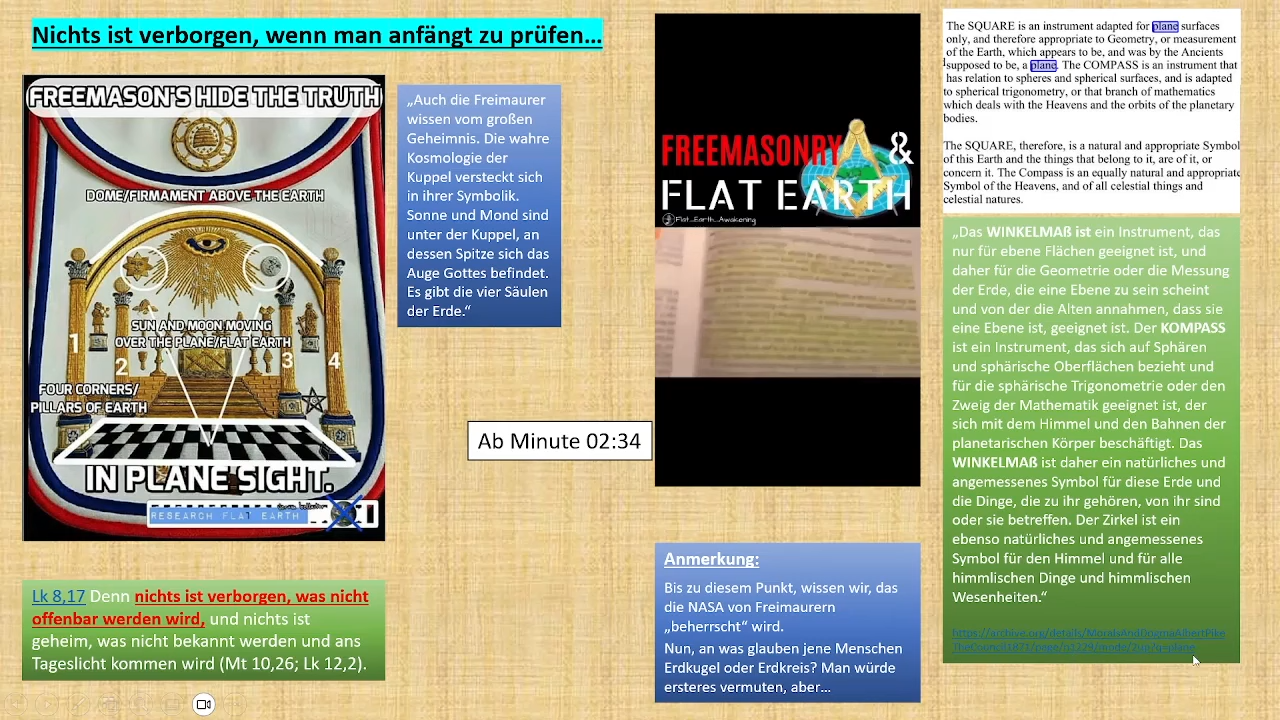 Nichts ist verborgen, wenn man anfängt zu prüfen…
FREEMASON'S HIDE THE TRUTH
DOME/FIRMAMENT ABOVE THE EARTH
SUN AND MOON MOVING
OVER THE PLANE/FLAT EARTH
1
2
3
4
FOUR CORNERS/
PILLARS OF EARTH
IN PLANE SIGHT.
RESEARCH FLAT EARTH
Lk 8,17 Denn nichts ist verborgen, was nicht
offenbar werden wird, und nichts ist
geheim, was nicht bekannt werden und ans
Tageslicht kommen wird (Mt 10,26; Lk 12,2).
„Auch die Freimaurer
wissen vom großen
Geheimnis. Die wahre
Kosmologie der
Kuppel versteckt sich
in ihrer Symbolik.
Sonne und Mond sind
unter der Kuppel, an
dessen Spitze sich das
Auge Gottes befindet.
Es gibt die vier Säulen
der Erde.“
Ab Minute 02:34
FREEMASONRY &
FLAT EARTH
Flat_Earth_Awakening
Anmerkung:
Bis zu diesem Punkt, wissen wir, das
die NASA von Freimaurern
„beherrscht“ wird.
Nun, an was glauben jene Menschen
Erdkugel oder Erdkreis? Man würde
ersteres vermuten, aber…
The SQUARE is an instrument adapted for plane surfaces
only, and therefore appropriate to Geometry, or measurement
of the Earth, which appears to be, and was by the Ancients
supposed to be, a plane. The COMPASS is an instrument that
has relation to spheres and spherical surfaces, and is adapted
to spherical trigonometry, or that branch of mathematics
which deals with the Heavens and the orbits of the planetary
bodies.
The SQUARE, therefore, is a natural and appropriate Symbol
of this Earth and the things that belong to it, are of it, or
concern it. The Compass is an equally natural and appropriate
Symbol of the Heavens, and of all celestial things and
celestial natures.
„Das WINKELMAß ist ein Instrument, das
nur für ebene Flächen geeignet ist, und
daher für die Geometrie oder die Messung
der Erde, die eine Ebene zu sein scheint
und von der die Alten annahmen, dass sie
eine Ebene ist, geeignet ist. Der KOMPASS
ist ein Instrument, das sich auf Sphären
und sphärische Oberflächen bezieht und
für die sphärische Trigonometrie oder den
Zweig der Mathematik geeignet ist, der
sich mit dem Himmel und den Bahnen der
planetarischen Körper beschäftigt. Das
WINKELMAß ist daher ein natürliches und
angemessenes Symbol für diese Erde und
die Dinge, die zu ihr gehören, von ihr sind
oder sie betreffen. Der Zirkel ist ein
ebenso natürliches und angemessenes
Symbol für den Himmel und für alle
himmlischen Dinge und himmlischen
Wesenheiten.“